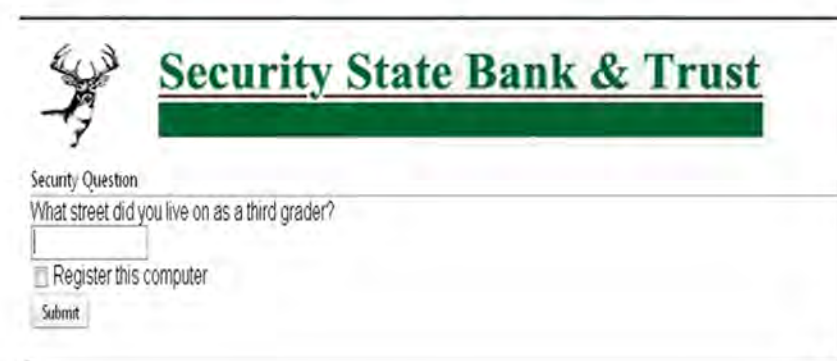 Security State Bank & Trust
Security Question
What street did you live on as a third grader?
Register this computer
Submit